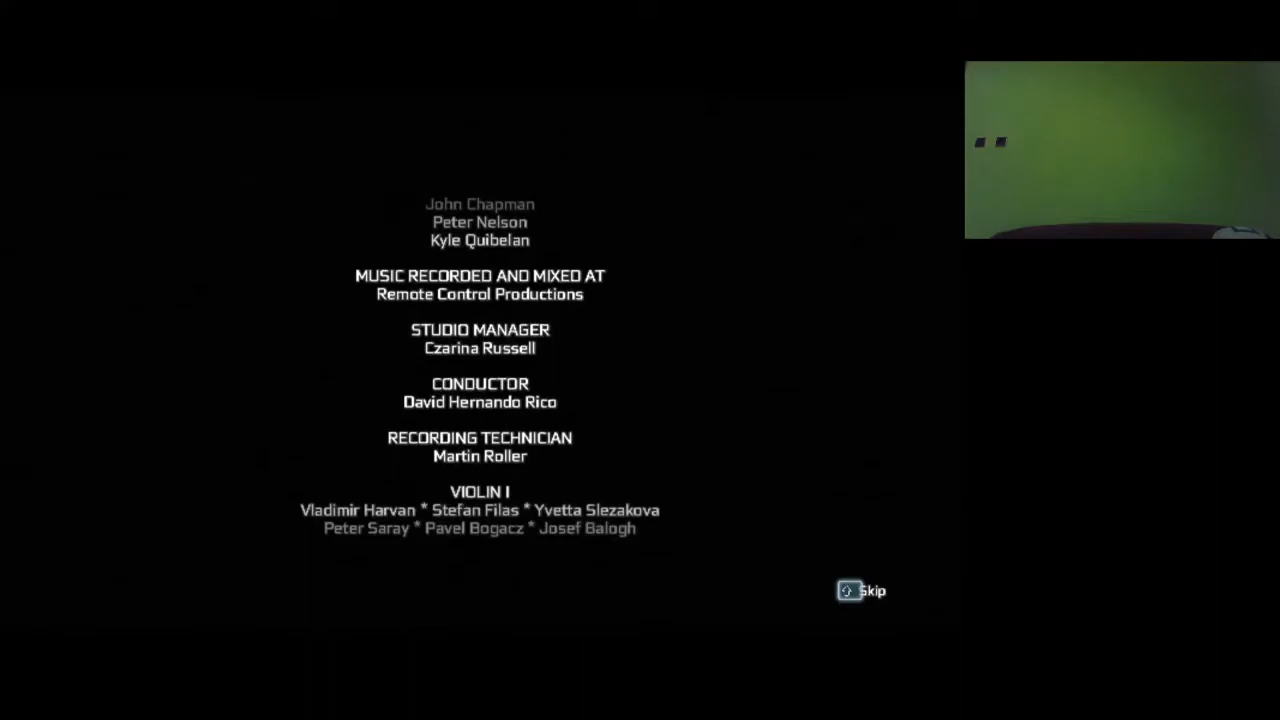 John Chapman
Peter Nelson
Kyle Quibelan
MUSIC RECORDED AND MIXED AT
Remote Control Productions
STUDIO MANAGER
Czarina Russell
CONDUCTOR
David Hernando Rico
RECORDING TECHNICIAN
Martin Roller
VIOLIN I
Vladimir Harvan * Stefan Filas * Yvetta Slezakova
Peter Saray * Pavel Bogacz * Josef Balogh
Skip